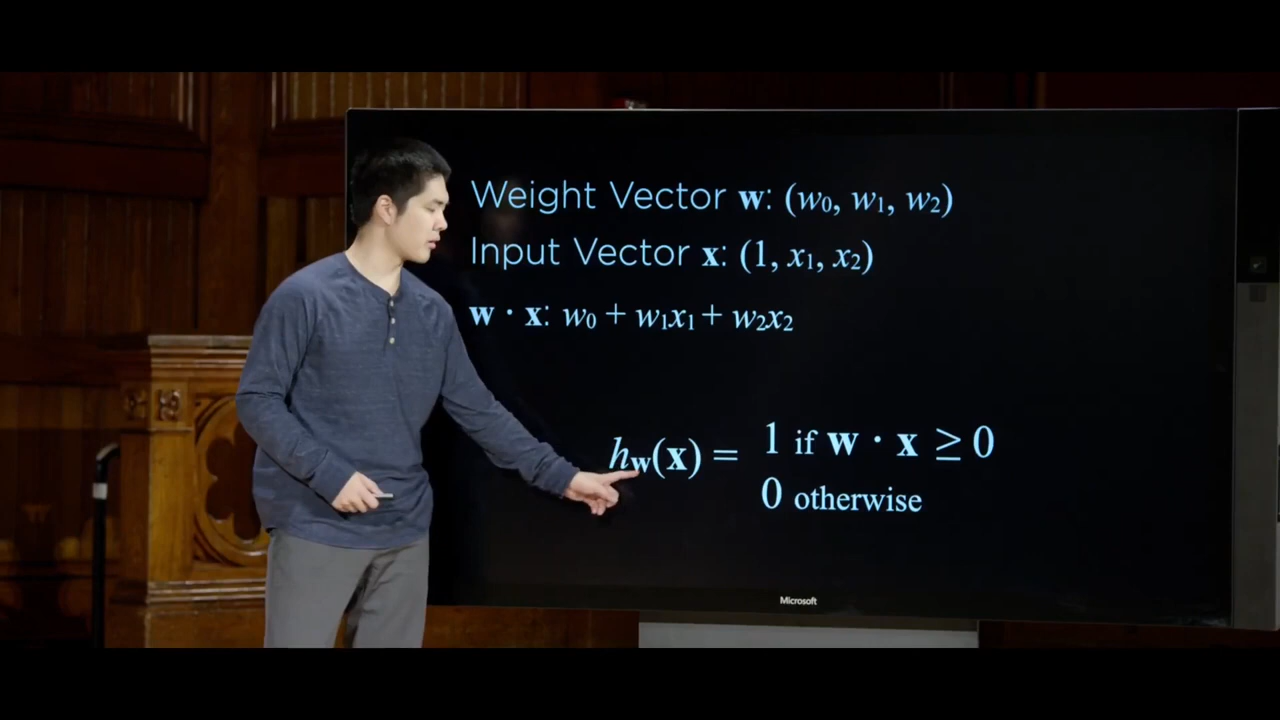 Weight Vector w: (w₀, w₁, w₂)
Input Vector x: (1, x₁, x₂)
w · x: w₀ + w₁x₁ + w₂x₂
h_w(x) = 1 if w · x ≥ 0
0 otherwise
Microsoft